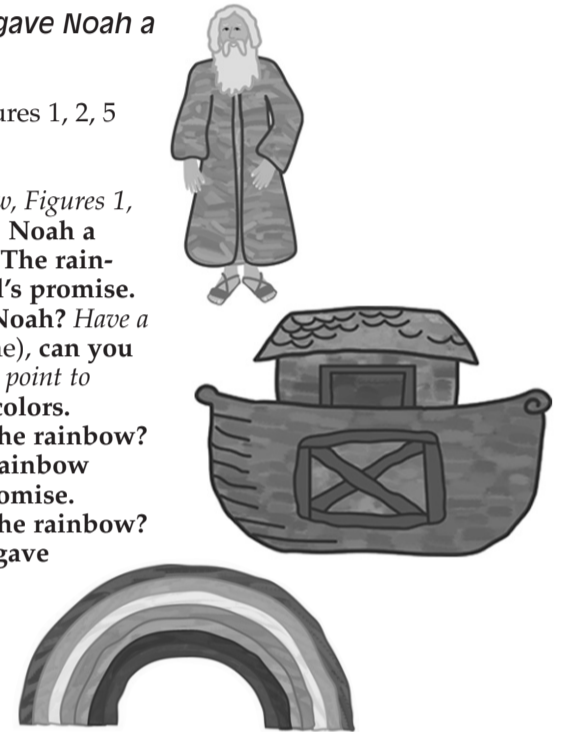 gave Noah a
ures 1, 2, 5
w, Figures 1,
Noah a
The rain-
l's promise.
Noah? Have a
e), can you
point to
colors.
he rainbow?
ainbow
omise.
he rainbow?
gave